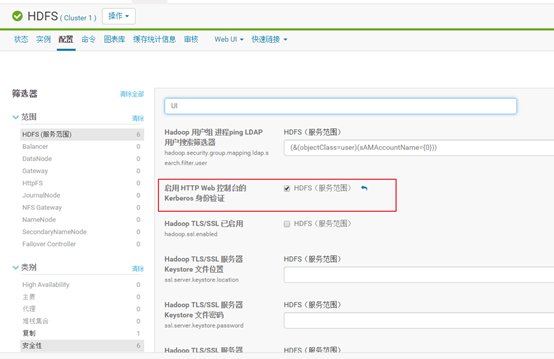 HDFS ( Cluster 1 ) 操作
状态 实例 配置 命令 图表库 缓存统计信息 审核 Web UI 快速链接
筛选器 清除全部
范围 清除
HDFS (服务范围) 6
Balancer 0
DataNode 0
Gateway 0
HttpFS 0
JournalNode 0
NFS Gateway 0
NameNode 0
SecondaryNameNode 0
Failover Controller 0
类别 清除
High Availability 0
主要 0
代理 0
堆栈集合 0
复制 1
安全性 6
UI
Hadoop 用户组 进程ping LDAP HDFS（服务范围）
用户搜索筛选器
hadoop.security.group.mapping.ldap.s (&(objectClass=user)(sAMAccountName={0}))
earch.filter.user
启用 HTTP Web 控制台的 HDFS（服务范围）
Kerberos 身份验证
Hadoop TLS/SSL 已启用 HDFS（服务范围）
hadoop.ssl.enabled
Hadoop TLS/SSL 服务器 HDFS（服务范围）
Keystore 文件位置
ssl.server.keystore.location
Hadoop TLS/SSL 服务器 HDFS（服务范围）
Keystore 文件密码
ssl.server.keystore.password
Hadoop TLS/SSL 服务器 HDFS（服务范围）